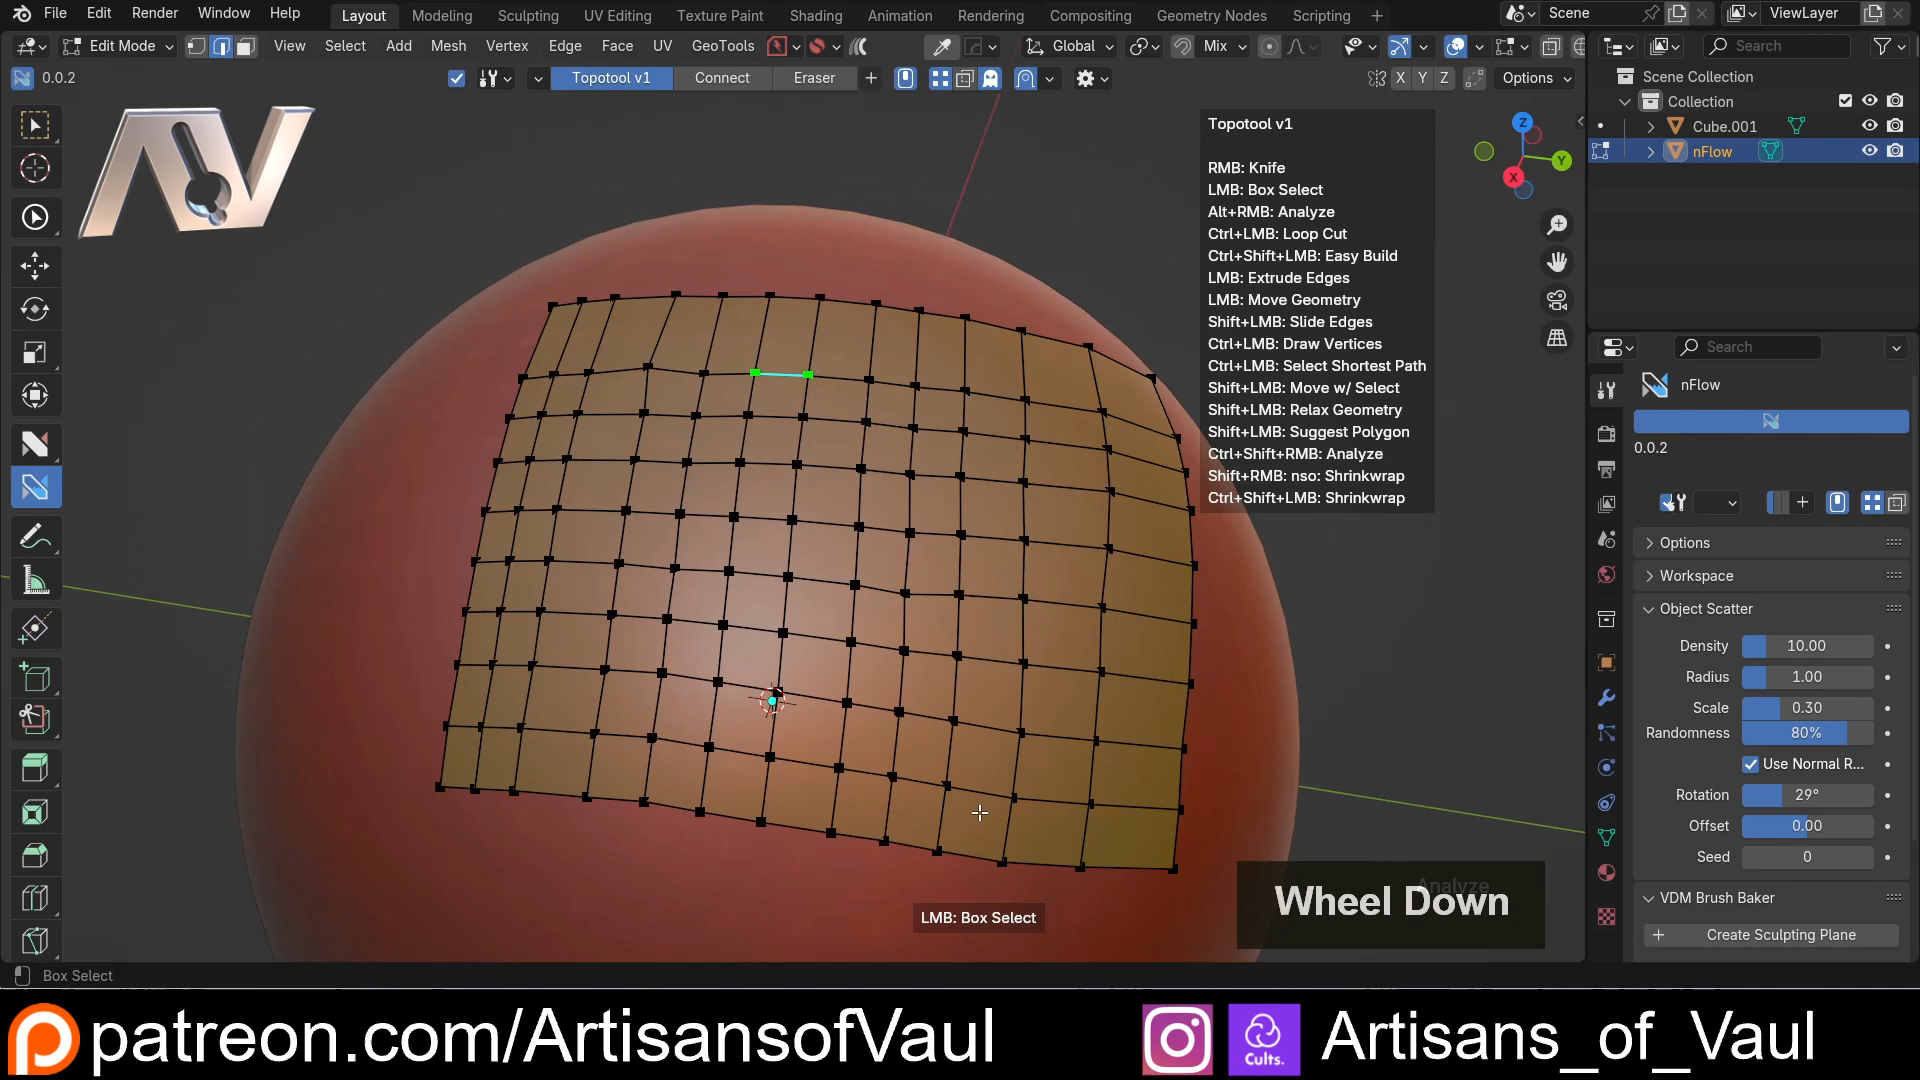 File Edit Render Window Help Layout Modeling Sculpting UV Editing Texture Paint Shading Animation Rendering Compositing Geometry Nodes Scripting + Scene ViewLayer
Edit Mode View Select Add Mesh Vertex Edge Face UV GeoTools Global Mix Search
0.0.2 Topotool v1 Connect Eraser + X Y Z Options
Scene Collection
Collection
Cube.001
nFlow
Topotool v1
RMB: Knife
LMB: Box Select
Alt+RMB: Analyze
Ctrl+LMB: Loop Cut
Ctrl+Shift+LMB: Easy Build
LMB: Extrude Edges
LMB: Move Geometry
Shift+LMB: Slide Edges
Ctrl+LMB: Draw Vertices
Ctrl+LMB: Select Shortest Path
Shift+LMB: Move w/ Select
Shift+LMB: Relax Geometry
Shift+LMB: Suggest Polygon
Ctrl+Shift+RMB: Analyze
Shift+RMB: nso: Shrinkwrap
Ctrl+Shift+LMB: Shrinkwrap
Z
Y
X
AV
Search
nFlow
0.0.2
Options
Workspace
Object Scatter
Density 10.00
Radius 1.00
Scale 0.30
Randomness 80%
Use Normal R...
Rotation 29°
Offset 0.00
Seed 0
VDM Brush Baker
+ Create Sculpting Plane
Analyze
Wheel Down
LMB: Box Select
Box Select
patreon.com/ArtisansofVaul
Cults.
Artisans_of_Vaul